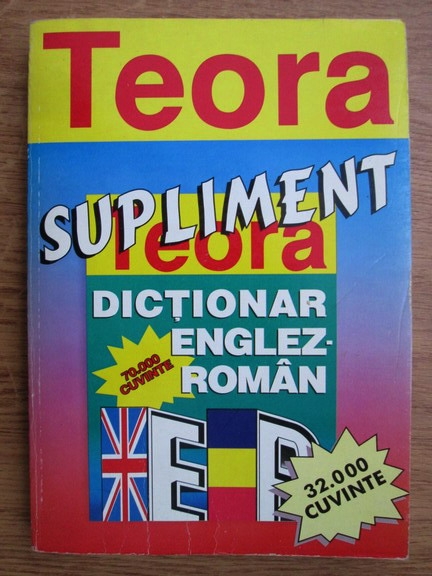 Teora
SUPLIMENT
Teora
DICȚIONAR
ENGLEZ-
ROMÂN
70.000
CUVINTE
E-R
32.000
CUVINTE